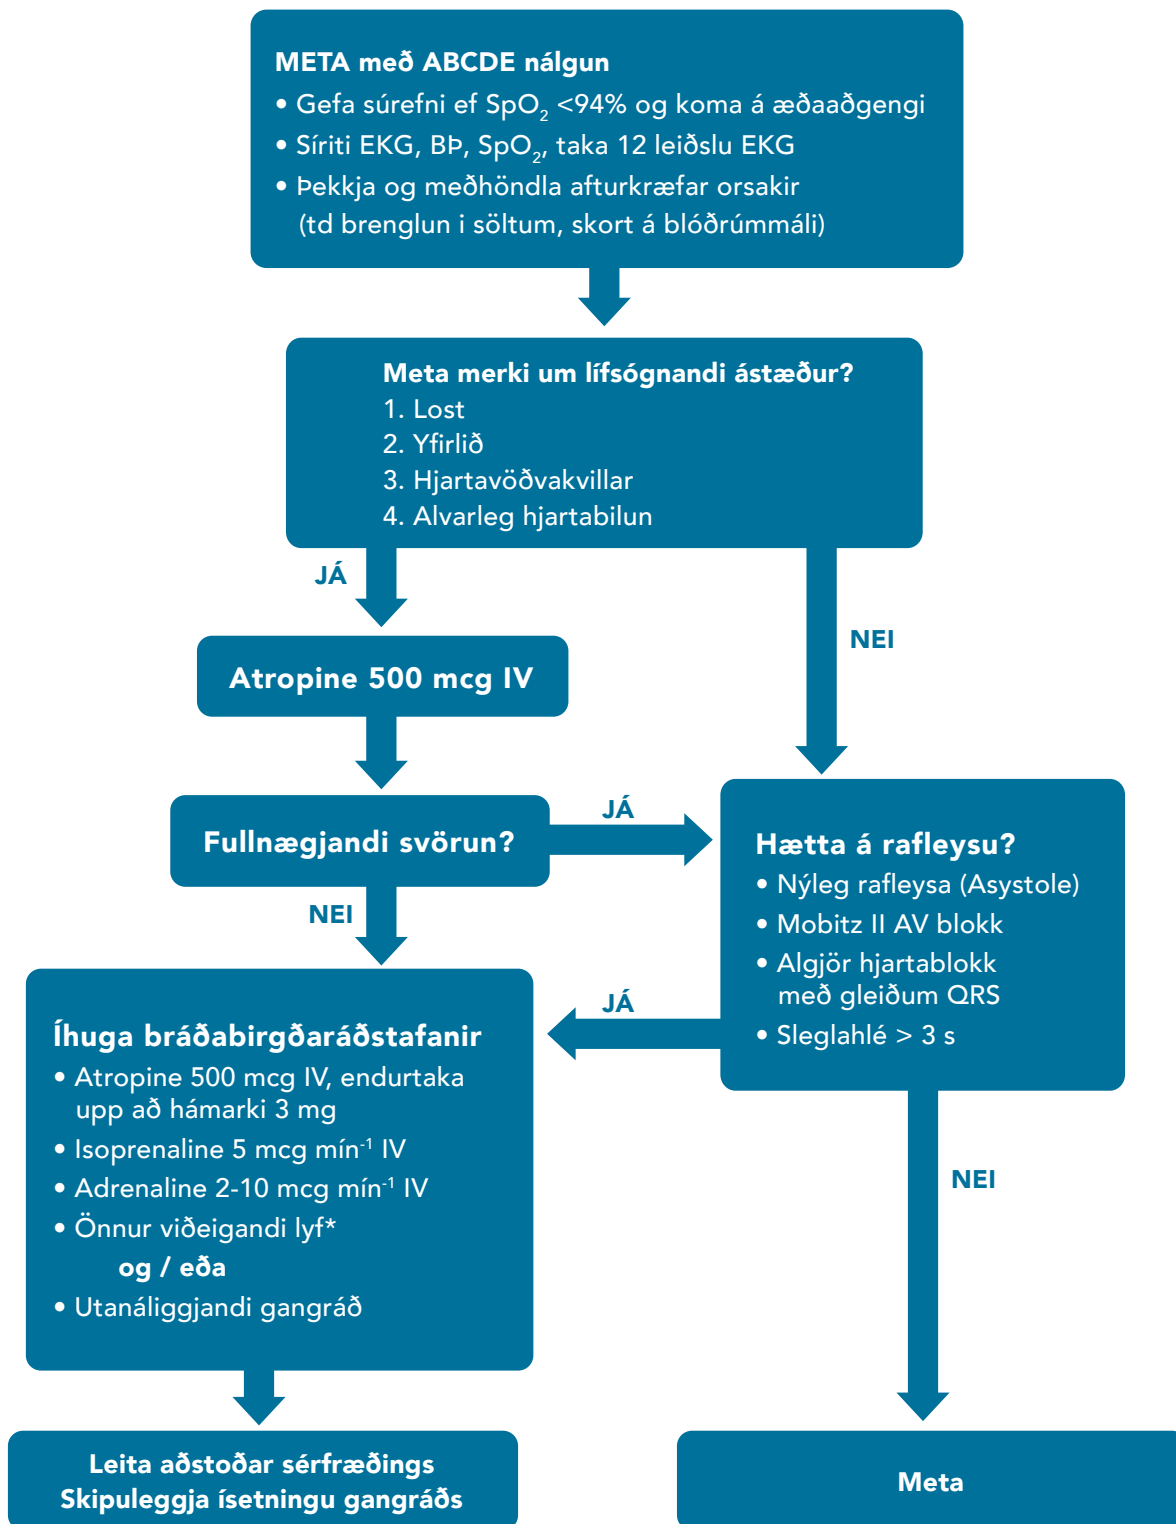 META með ABCDE nálgun
• Gefa súrefni ef SpO₂ <94% og koma á æðaaðgengi
• Síriti EKG, BÞ, SpO₂, taka 12 leiðslu EKG
• Þekkja og meðhöndla afturkræfar orsakir
(td brenglun i söltum, skort á blóðrúmmáli)
Meta merki um lífsógnandi ástæður?
1. Lost
2. Yfirlið
3. Hjartavöðvakvillar
4. Alvarleg hjartabilun
JÁ
NEI
Atropine 500 mcg IV
Fullnægjandi svörun?
JÁ
NEI
Hætta á rafleysu?
• Nýleg rafleysa (Asystole)
• Mobitz II AV blokk
• Algjör hjartablokk
með gleiðum QRS
• Sleglahlé > 3 s
JÁ
NEI
Íhuga bráðabirgðaráðstafanir
• Atropine 500 mcg IV, endurtaka
upp að hámarki 3 mg
• Isoprenaline 5 mcg mín⁻¹ IV
• Adrenaline 2-10 mcg mín⁻¹ IV
• Önnur viðeigandi lyf*
og / eða
• Utanáliggjandi gangráð
Leita aðstoðar sérfræðings
Skipuleggja ísetningu gangráðs
Meta